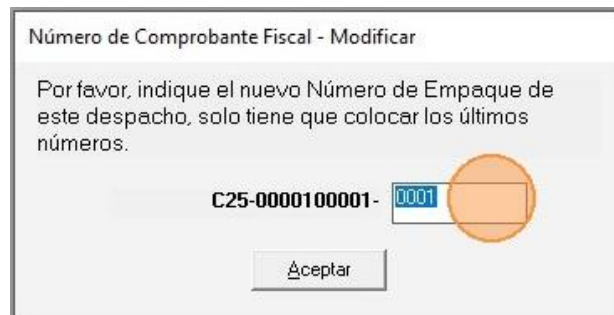 Número de Comprobante Fiscal - Modificar
Por favor, indique el nuevo Número de Empaque de
este despacho, solo tiene que colocar los últimos
números.
C25-0000100001- 0001
Aceptar